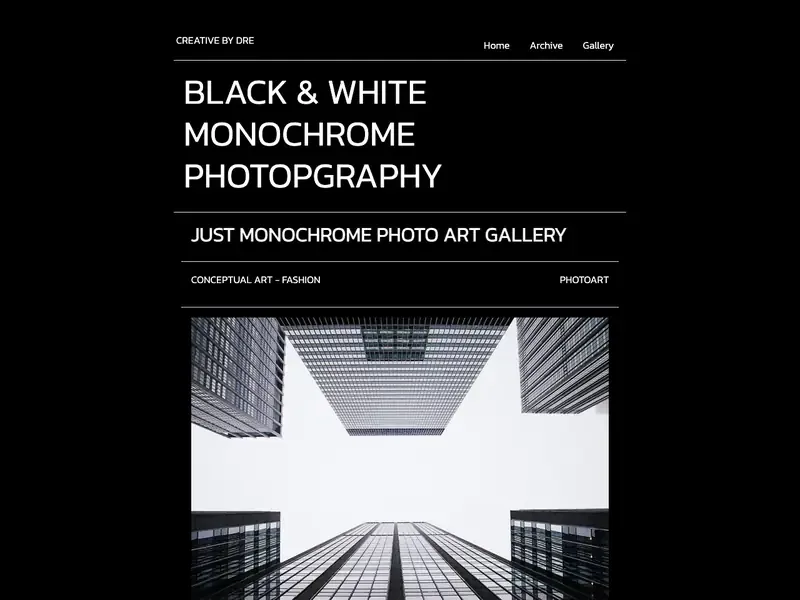 CREATIVE BY DRE
Home Archive Gallery
BLACK & WHITE
MONOCHROME
PHOTOPGRAPHY
JUST MONOCHROME PHOTO ART GALLERY
CONCEPTUAL ART - FASHION PHOTOART